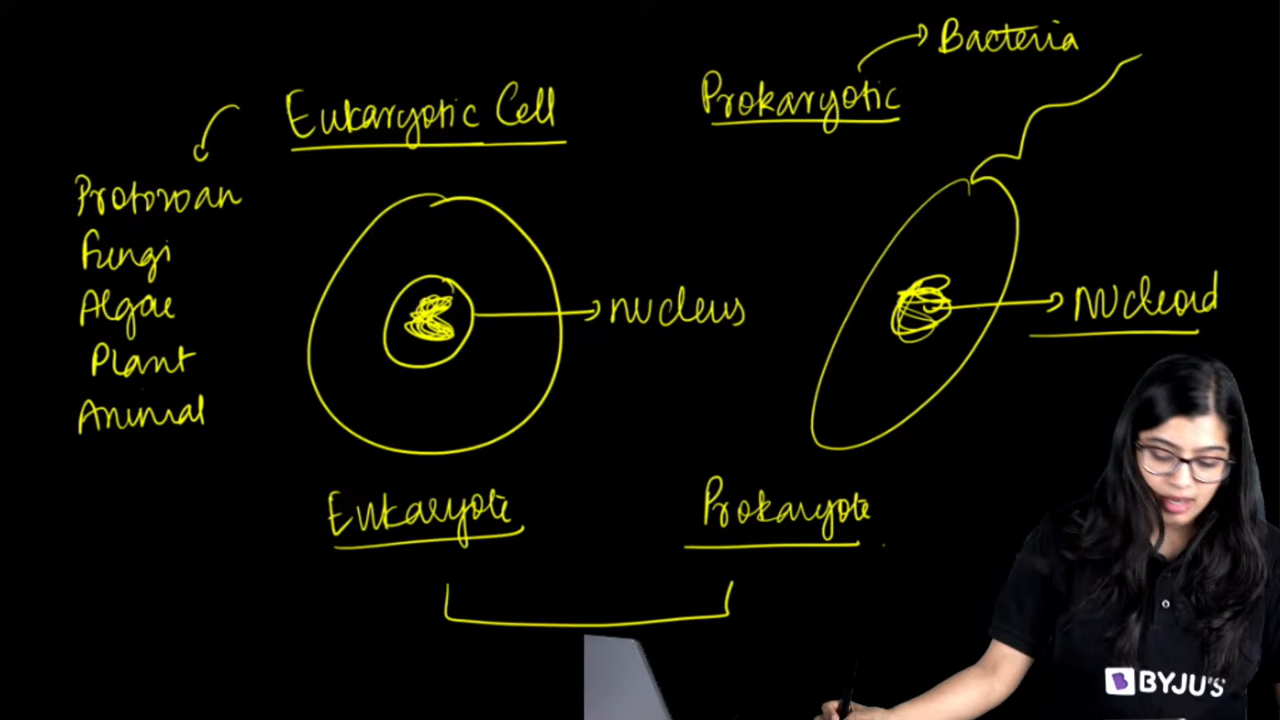 Bacteria
Eukaryotic Cell
Prokaryotic
Protozoan
Fungi
Algae
Plant
Animal
nucleus
Nucleoid
Eukaryote
Prokaryote
BYJU'S